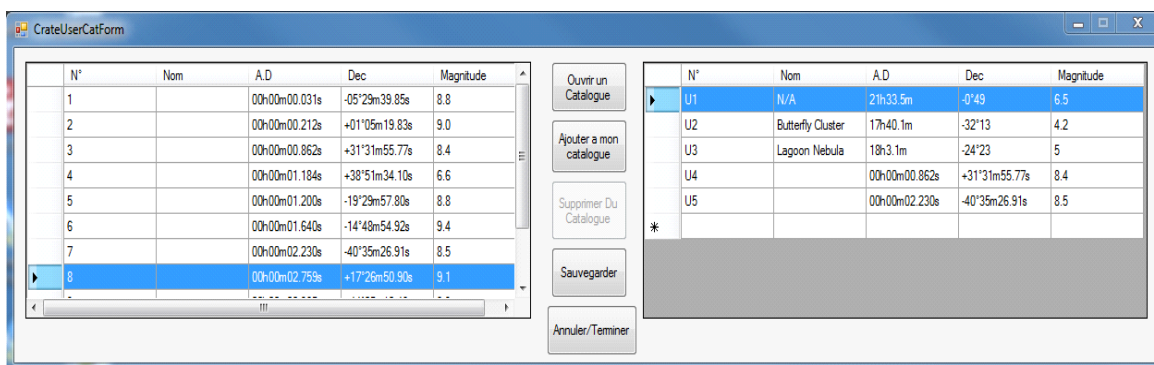 CrateUserCatForm
N° Nom A.D Dec Magnitude
1 00h00m00.031s -05°29m39.85s 8.8
2 00h00m00.212s +01°05m19.83s 9.0
3 00h00m00.862s +31°31m55.77s 8.4
4 00h00m01.184s +38°51m34.10s 6.6
5 00h00m01.200s -19°29m57.80s 8.8
6 00h00m01.640s -14°48m54.92s 9.4
7 00h00m02.230s -40°35m26.91s 8.5
8 00h00m02.759s +17°26m50.90s 9.1
Ouvrir un
Catalogue
Ajouter a mon
catalogue
Supprimer Du
Catalogue
Sauvegarder
Annuler/Terminer
N° Nom A.D Dec Magnitude
U1 N/A 21h33.5m -0°49 6.5
U2 Butterfly Cluster 17h40.1m -32°13 4.2
U3 Lagoon Nebula 18h3.1m -24°23 5
U4 00h00m00.862s +31°31m55.77s 8.4
U5 00h00m02.230s -40°35m26.91s 8.5